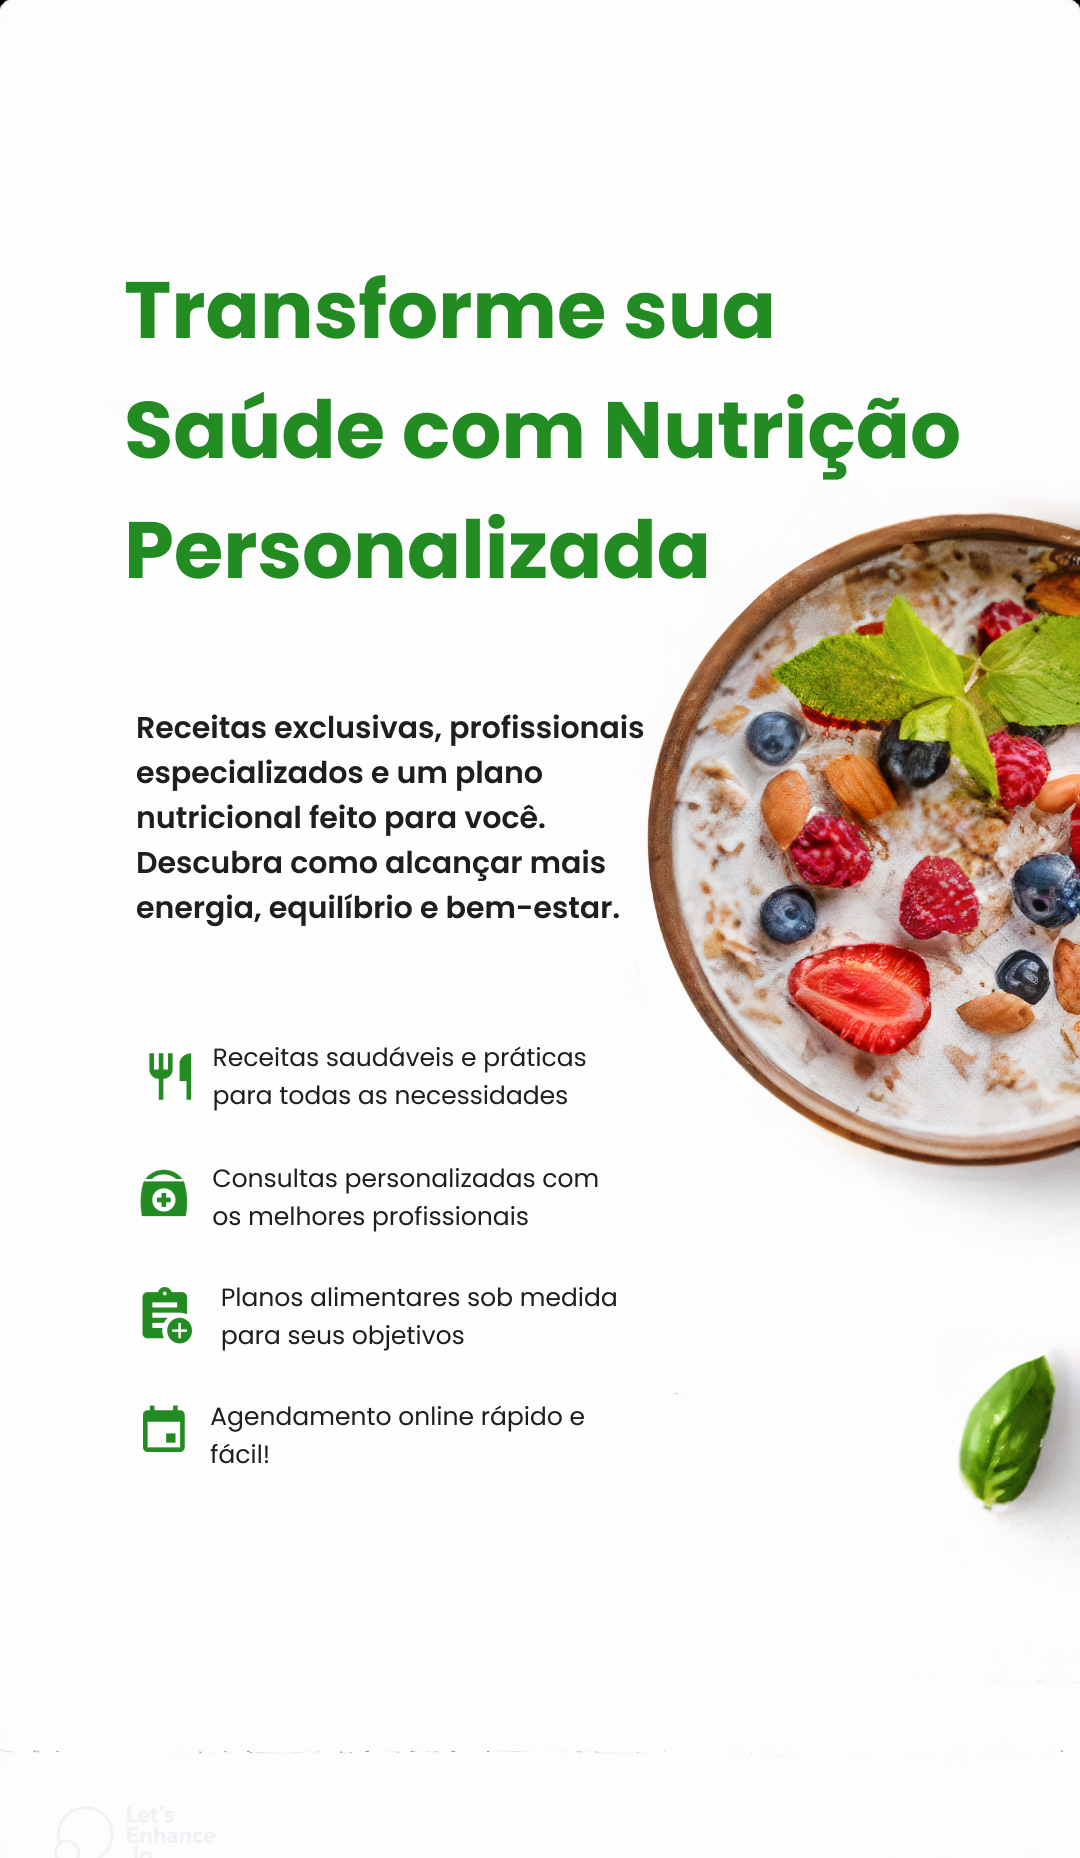 Transforme sua
Saúde com Nutrição
Personalizada
Receitas exclusivas, profissionais
especializados e um plano
nutricional feito para você.
Descubra como alcançar mais
energia, equilíbrio e bem-estar.
Receitas saudáveis e práticas
para todas as necessidades
Consultas personalizadas com
os melhores profissionais
Planos alimentares sob medida
para seus objetivos
Agendamento online rápido e
fácil!
Let's
Enhance
.io